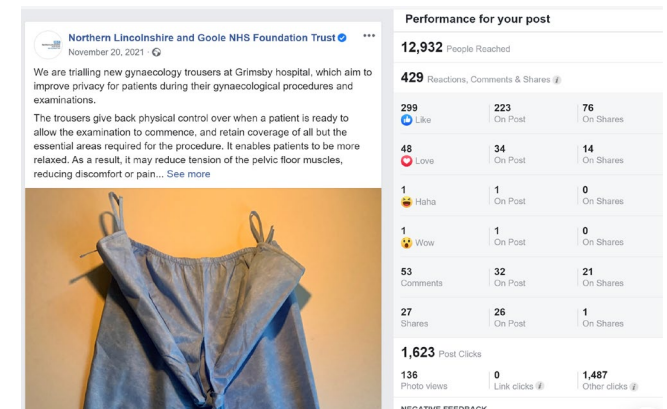 Northern Lincolnshire and Goole NHS Foundation Trust
November 20, 2021 ·
We are trialling new gynaecology trousers at Grimsby hospital, which aim to
improve privacy for patients during their gynaecological procedures and
examinations.
The trousers give back physical control over when a patient is ready to
allow the examination to commence, and retain coverage of all but the
essential areas required for the procedure. It enables patients to be more
relaxed. As a result, it may reduce tension of the pelvic floor muscles,
reducing discomfort or pain... See more
Performance for your post
12,932 People Reached
429 Reactions, Comments & Shares
299 223 76
Like On Post On Shares
48 34 14
Love On Post On Shares
1 1 0
Haha On Post On Shares
1 1 0
Wow On Post On Shares
53 32 21
Comments On Post On Shares
27 26 1
Shares On Post On Shares
1,623 Post Clicks
136 0 1,487
Photo views Link clicks Other clicks
NEGATIVE FEEDBACK